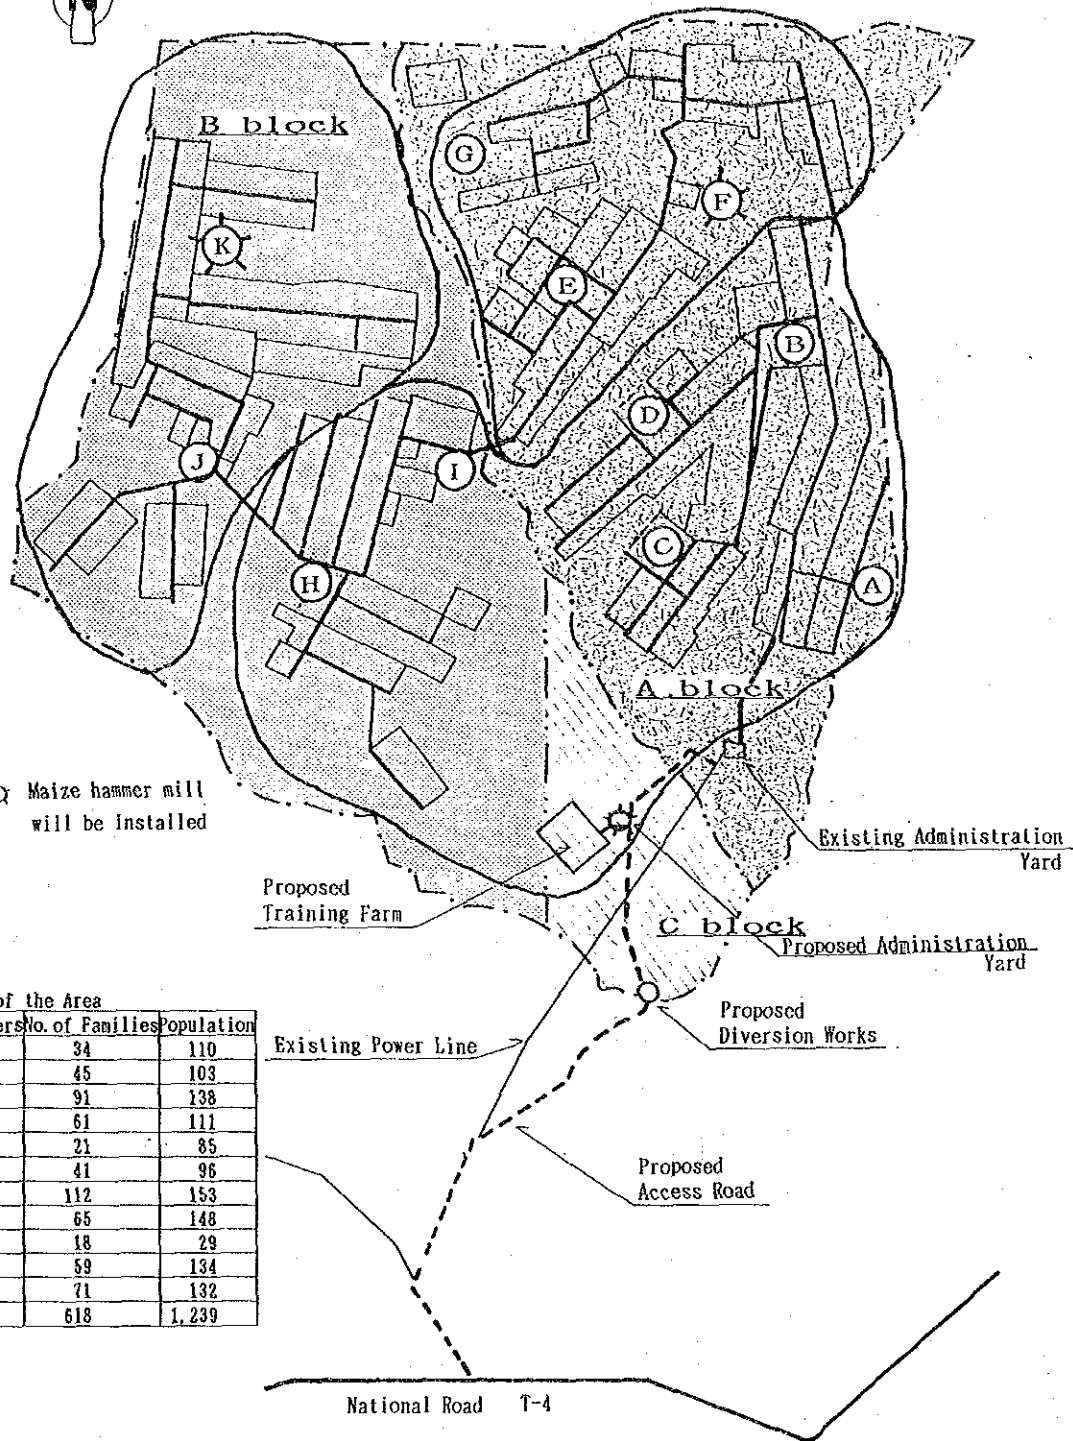 B block
G
F
K
E
B
D
J
I
C
H
A
A block
Maize hammer mill
will be Installed
Existing Administration
Yard
Proposed
Training Farm
C block
Proposed Administration
Yard
of the Area
ers No. of Families Population
34 110
45 103
91 138
61 111
21 85
41 96
112 153
65 148
18 29
59 134
71 132
618 1,239
Existing Power Line
Proposed
Diversion Works
Proposed
Access Road
National Road T-4